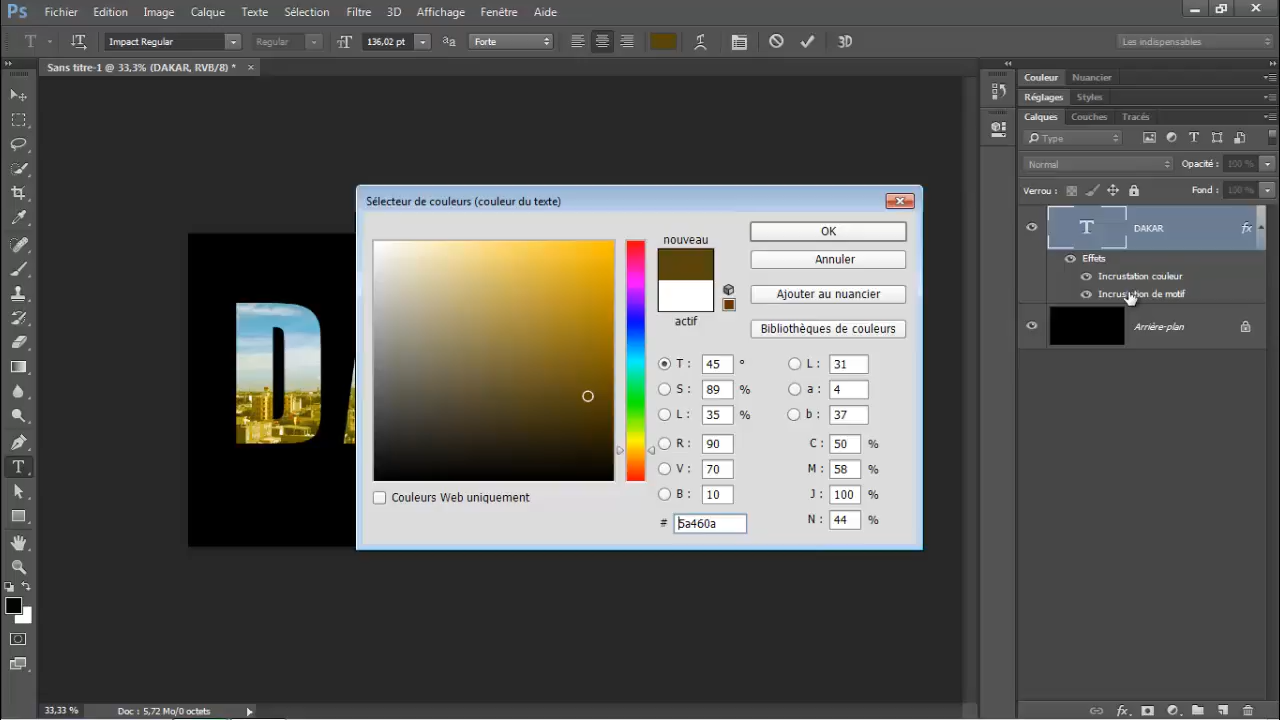 Ps Fichier Edition Image Calque Texte Sélection Filtre 3D Affichage Fenêtre Aide
T Impact Regular Regular 136,02 pt aa Forte 3D Les indispensables
Sans titre-1 @ 33,3% (DAKAR, RVB/8) * ×
Couleur Nuancier
Réglages Styles
Calques Couches Tracés
Type
Normal Opacité : 100 %
Verrou : Fond : 100 %
T DAKAR fx
Effets
Incrustation couleur
Incrustation de motif
Arrière-plan
Sélecteur de couleurs (couleur du texte)
nouveau
actif
OK
Annuler
Ajouter au nuancier
Bibliothèques de couleurs
T : 45 °
S : 89 %
L : 35 %
R : 90
V : 70
B : 10
# 5a460a
L : 31
a : 4
b : 37
C : 50 %
M : 58 %
J : 100 %
N : 44 %
Couleurs Web uniquement
DA
33,33 % Doc : 5,72 Mo/0 octets